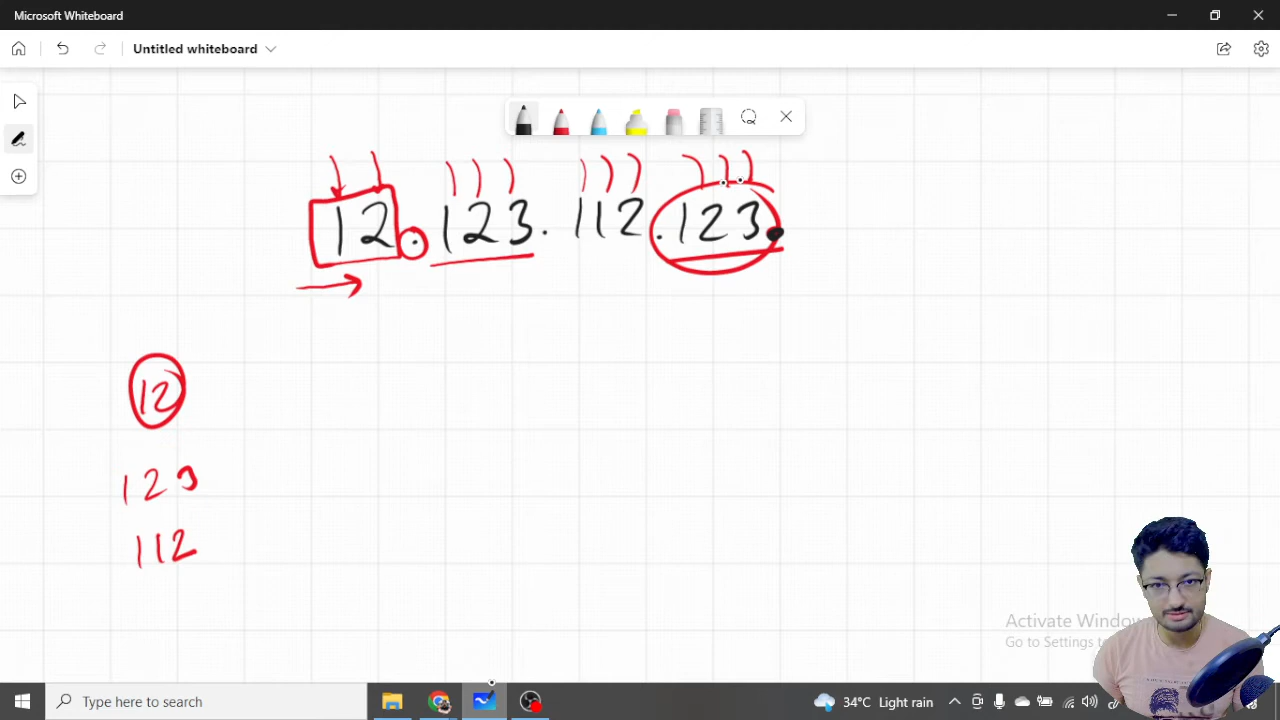 Microsoft Whiteboard
Untitled whiteboard
12.123.112.123.
12
123
112
Activate Window
Go to Settings t
Type here to search
34°C Light rain